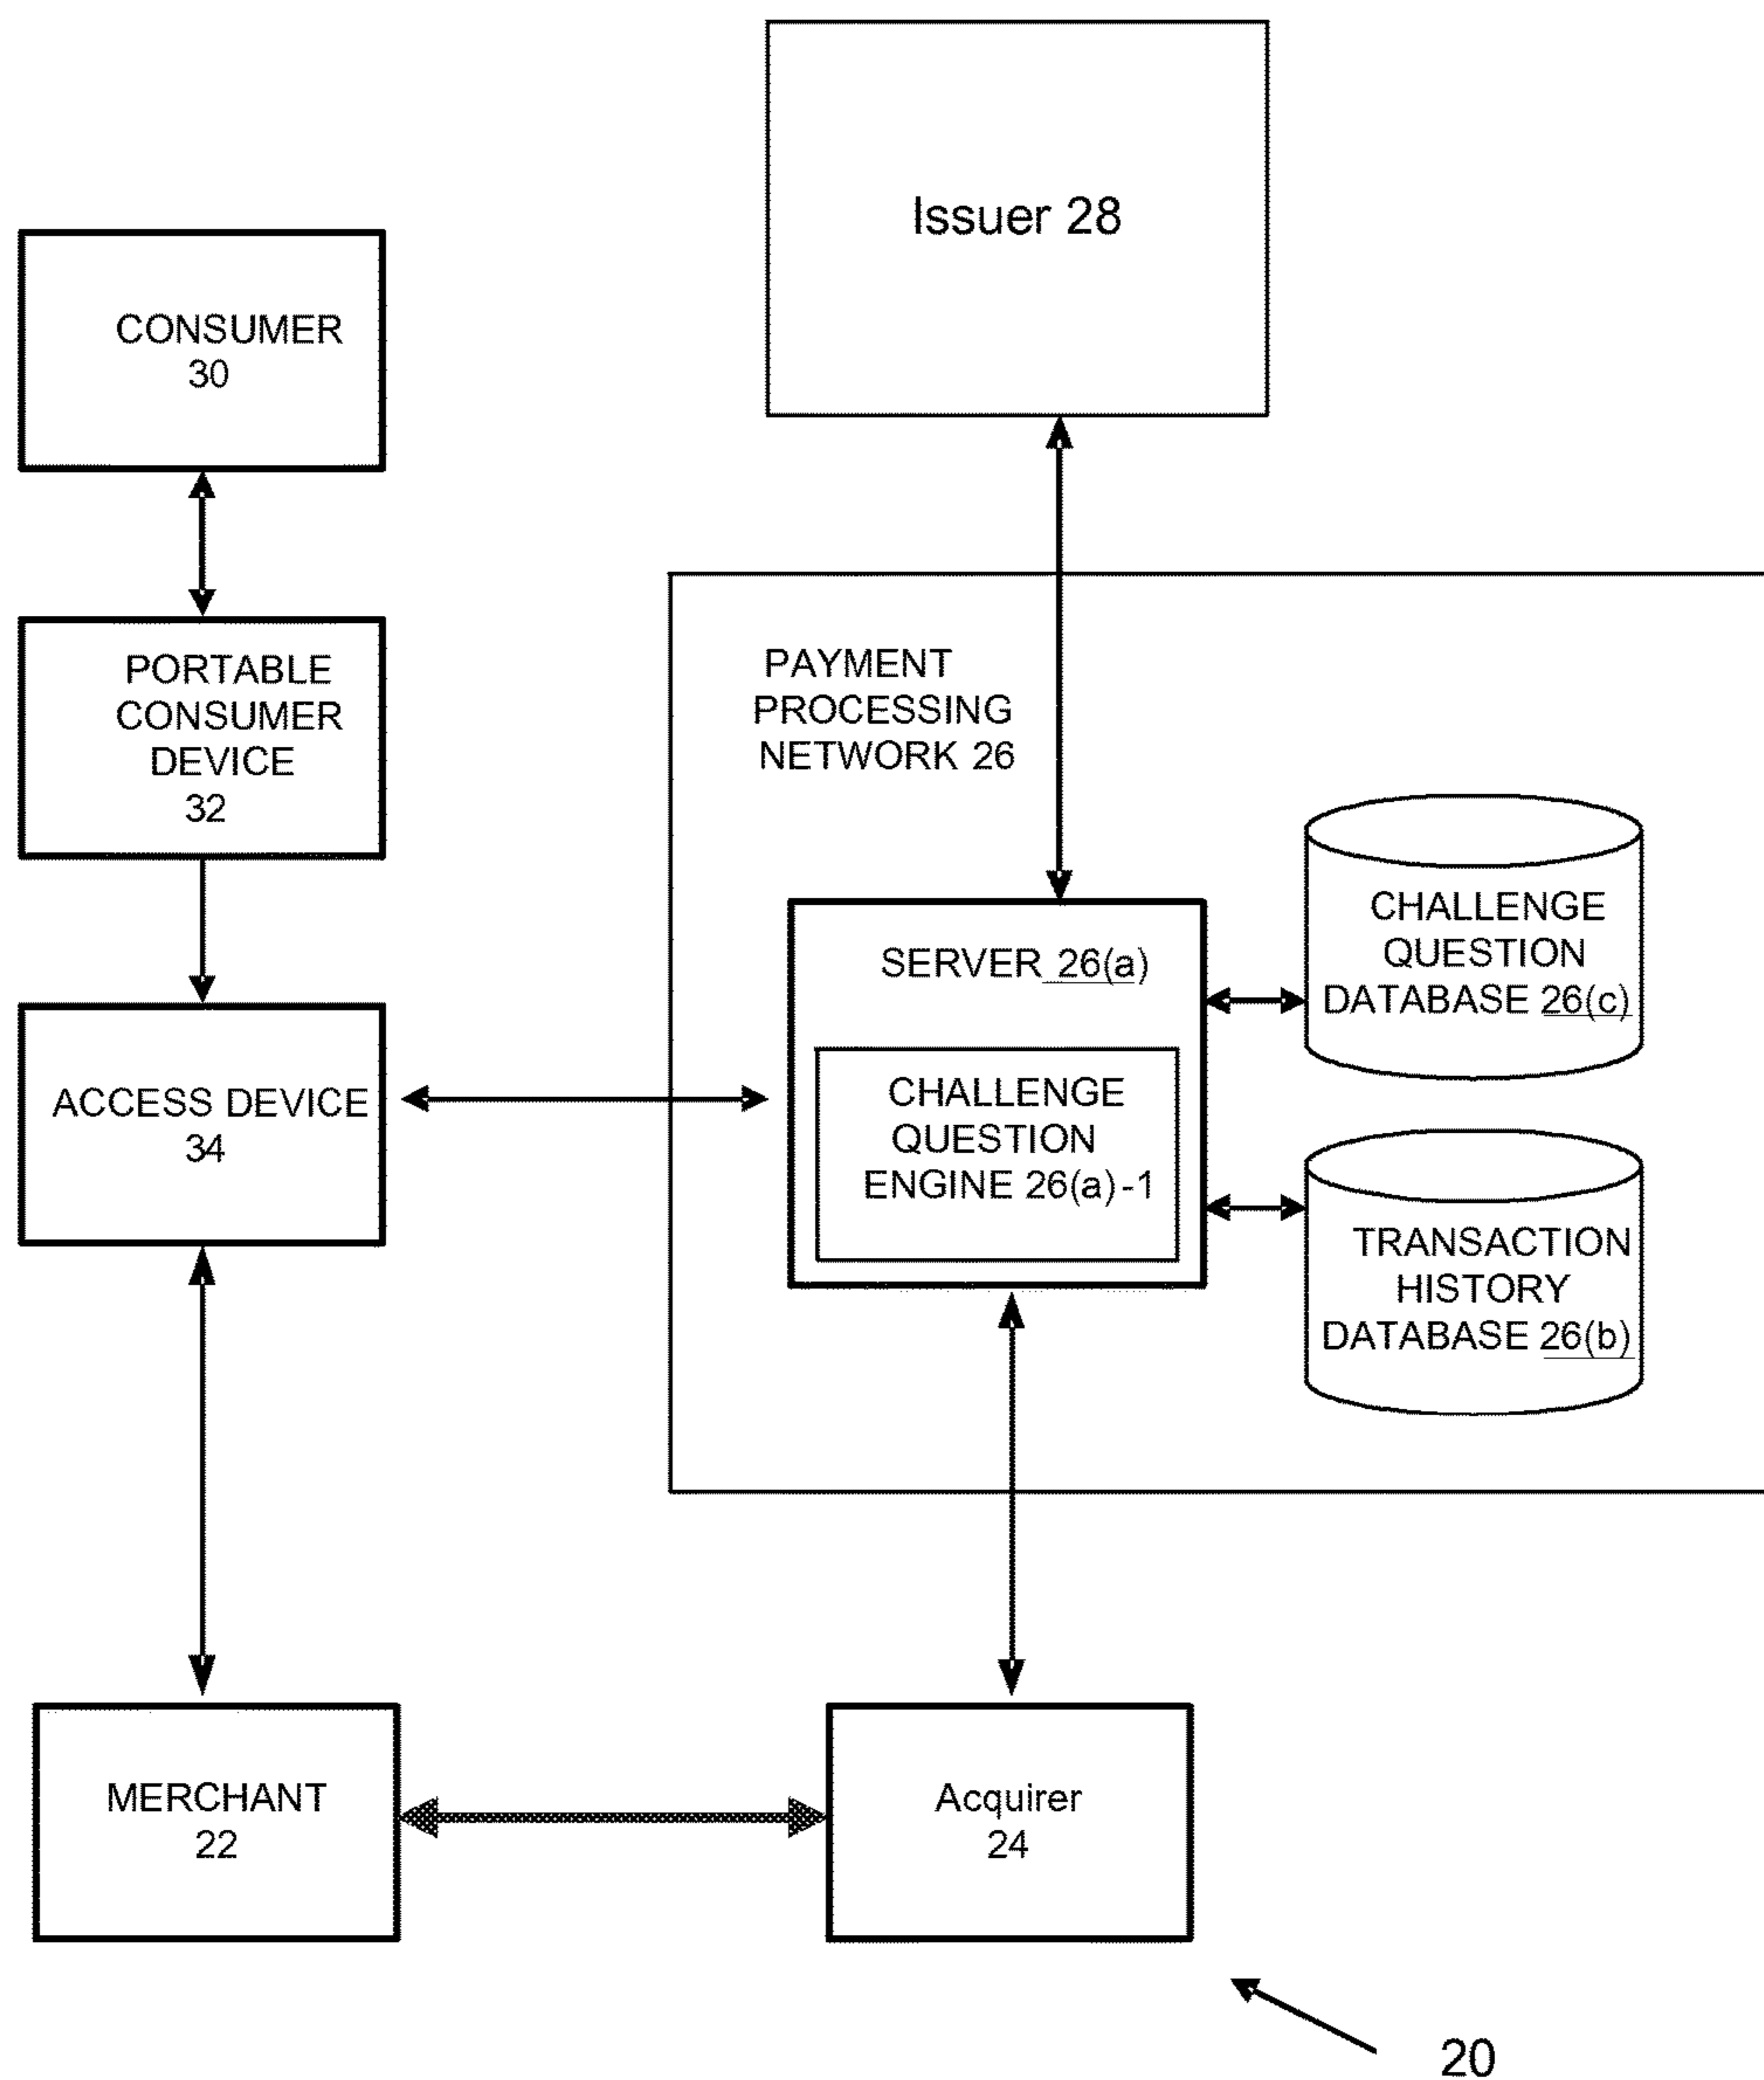 Issuer 28
CONSUMER
30
PORTABLE
CONSUMER
DEVICE
32
PAYMENT
PROCESSING
NETWORK 26
SERVER 26(a)
CHALLENGE
QUESTION
ENGINE 26(a)-1
CHALLENGE
QUESTION
DATABASE 26(c)
TRANSACTION
HISTORY
DATABASE 26(b)
ACCESS DEVICE
34
MERCHANT
22
Acquirer
24
20